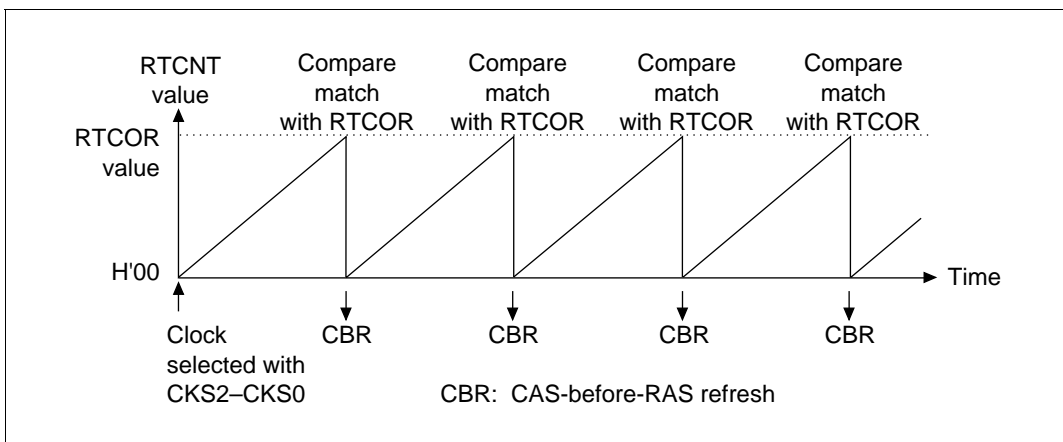 RTCNT
value
Compare
match
with RTCOR
Compare
match
with RTCOR
Compare
match
with RTCOR
Compare
match
with RTCOR
RTCOR
value
H'00
Time
Clock
selected with
CKS2–CKS0
CBR
CBR
CBR
CBR
CBR: CAS-before-RAS refresh